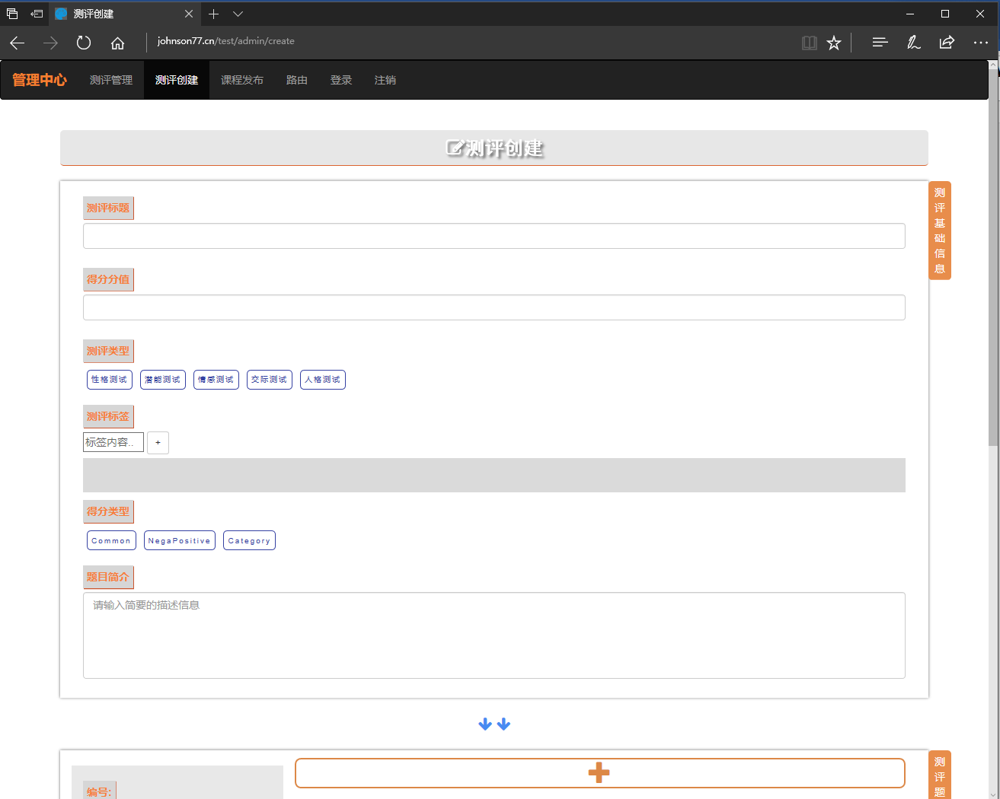 测评创建
johnson77.cn/test/admin/create
管理中心 测评管理 测评创建 课程发布 路由 登录 注销
测评创建
测评基础信息
测评标题
得分分值
测评类型
性格测试 潜能测试 情感测试 交际测试 人格测试
测评标签
标签内容.. +
得分类型
Common NegaPositive Category
题目简介
请输入简要的描述信息
测评题
编号: